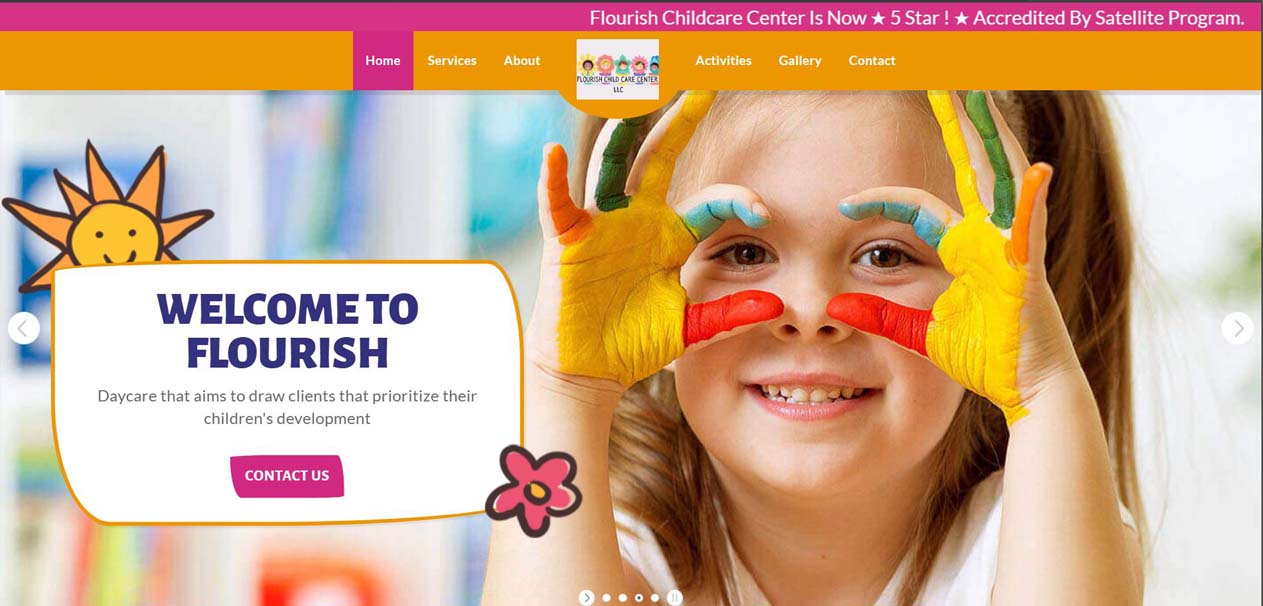 Flourish Childcare Center Is Now ★ 5 Star ! ★ Accredited By Satellite Program.
Home Services About Activities Gallery Contact
FLOURISH CHILD CARE CENTER
LLC
WELCOME TO
FLOURISH
Daycare that aims to draw clients that prioritize their
children's development
CONTACT US